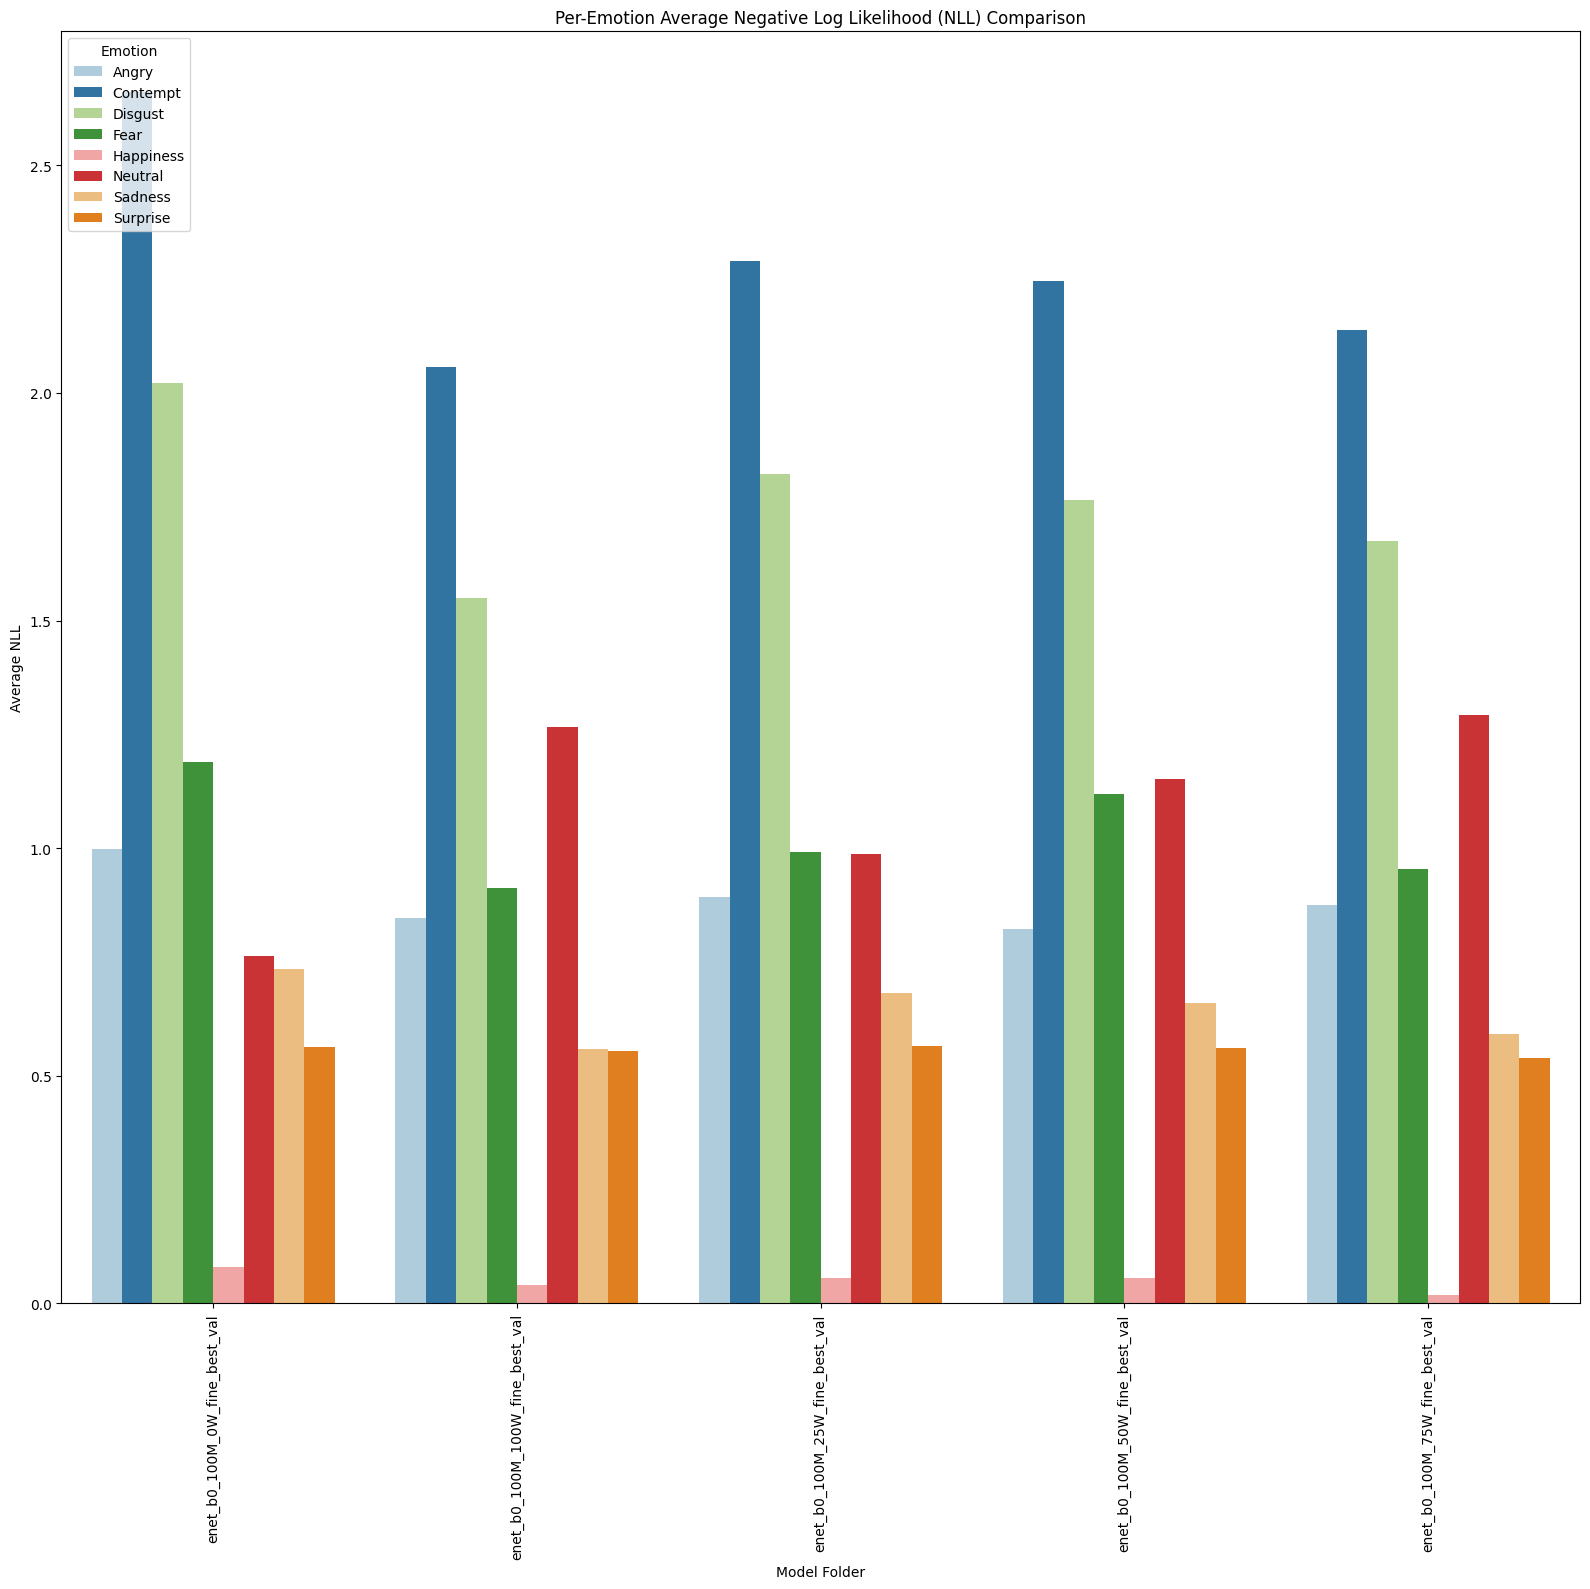 Per-Emotion Average Negative Log Likelihood (NLL) Comparison
Emotion
Angry
Contempt
Disgust
Fear
Happiness
Neutral
Sadness
Surprise
Average NLL
2.5
2.0
1.5
1.0
0.5
0.0
enet_b0_100M_0W_fine_best_val
enet_b0_100M_100W_fine_best_val
enet_b0_100M_25W_fine_best_val
enet_b0_100M_50W_fine_best_val
enet_b0_100M_75W_fine_best_val
Model Folder